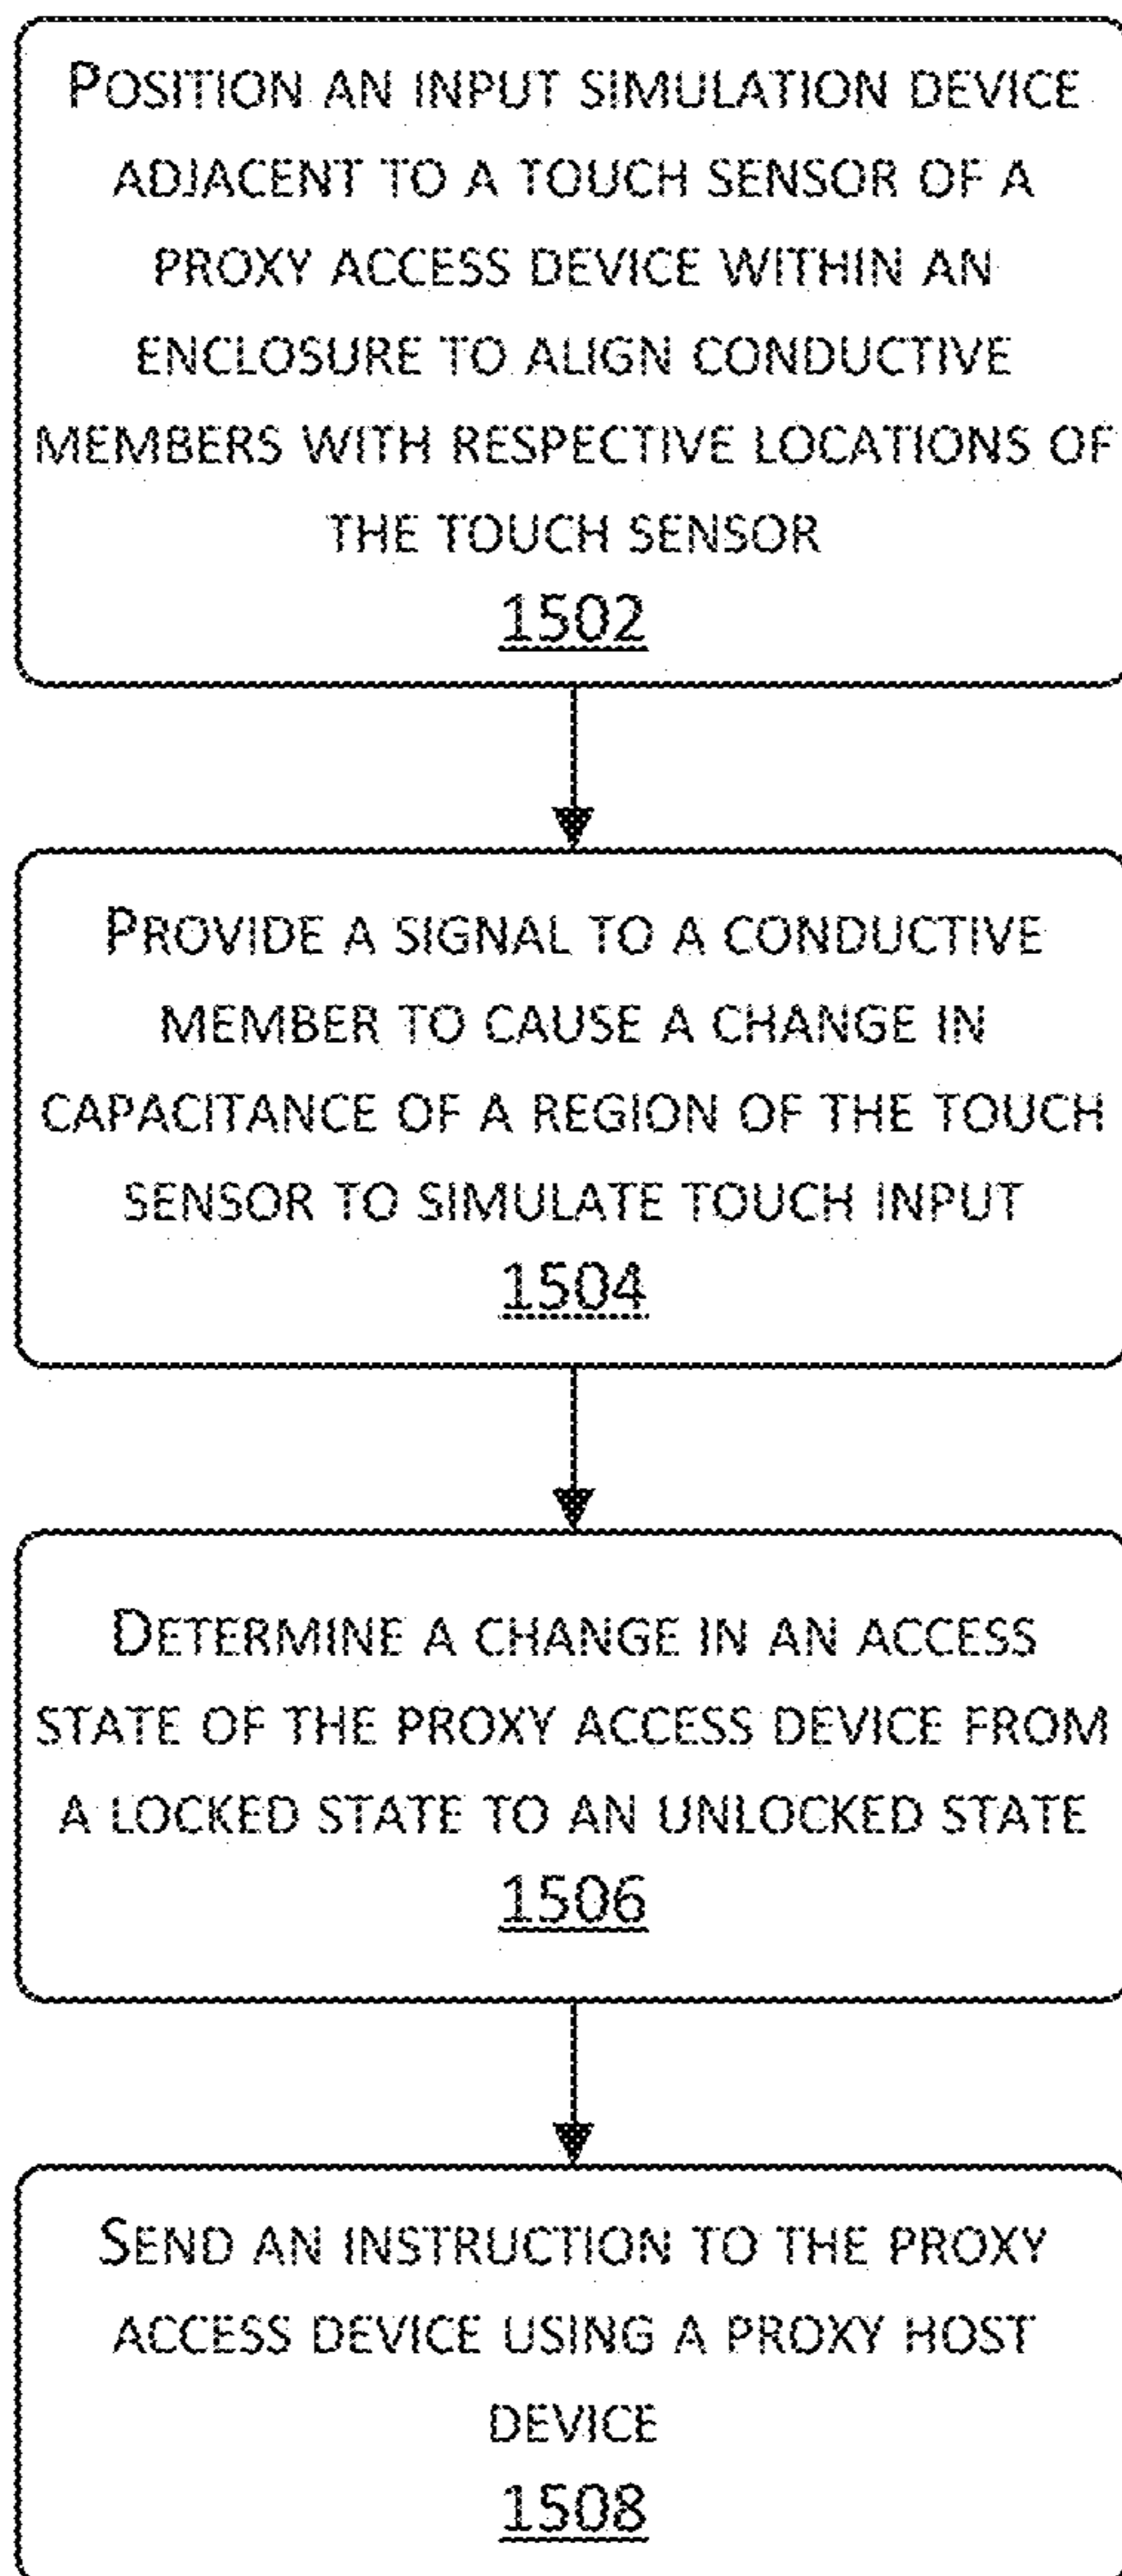 POSITION AN INPUT SIMULATION DEVICE
ADJACENT TO A TOUCH SENSOR OF A
PROXY ACCESS DEVICE WITHIN AN
ENCLOSURE TO ALIGN CONDUCTIVE
MEMBERS WITH RESPECTIVE LOCATIONS OF
THE TOUCH SENSOR
1502
PROVIDE A SIGNAL TO A CONDUCTIVE
MEMBER TO CAUSE A CHANGE IN
CAPACITANCE OF A REGION OF THE TOUCH
SENSOR TO SIMULATE TOUCH INPUT
1504
DETERMINE A CHANGE IN AN ACCESS
STATE OF THE PROXY ACCESS DEVICE FROM
A LOCKED STATE TO AN UNLOCKED STATE
1506
SEND AN INSTRUCTION TO THE PROXY
ACCESS DEVICE USING A PROXY HOST
DEVICE
1508